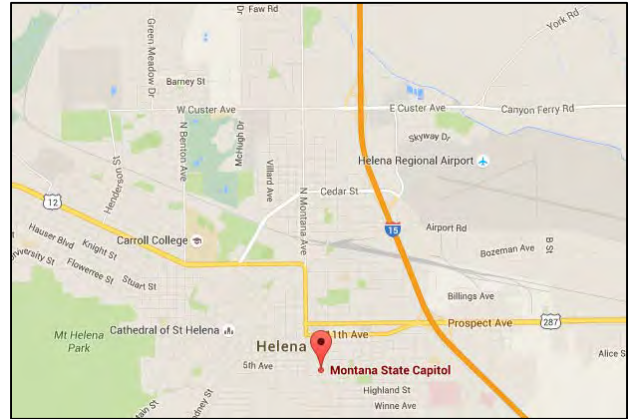 Faw Rd
Dr
York Rd
Green Meadow Dr
Barney St
W Custer Ave
E Custer Ave
Canyon Ferry Rd
N Benton Ave
McHugh Dr
Skyway Dr
Henderson St
Villard Ave
Helena Regional Airport
12
Cedar St
N Montana Ave
15
Airport Rd
B St
Hauser Blvd
Knight St
Carroll College
Bozeman Ave
University St
Flowerree St
Stuart St
Billings Ave
Prospect Ave
287
Mt Helena
Park
Cathedral of St Helena
11th Ave
Helena
Alice S
5th Ave
Montana State Capitol
Highland St
Winne Ave